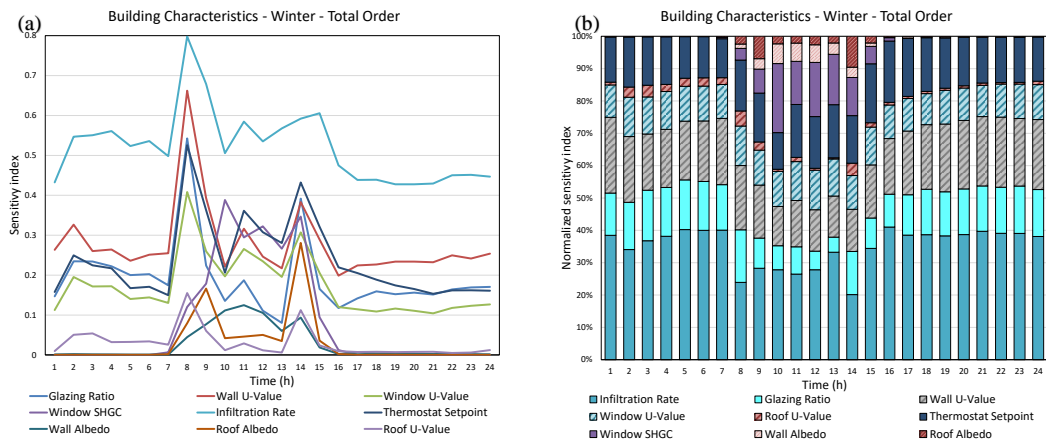 (a)
Building Characteristics - Winter - Total Order
0.8
0.7
0.6
0.5
0.4
0.3
0.2
0.1
0
Sensitivity index
1 2 3 4 5 6 7 8 9 10 11 12 13 14 15 16 17 18 19 20 21 22 23 24
Time (h)
Glazing Ratio Wall U-Value Window U-Value
Window SHGC Infiltration Rate Thermostat Setpoint
Wall Albedo Roof Albedo Roof U-Value
(b)
Building Characteristics - Winter - Total Order
100%
90%
80%
70%
60%
50%
40%
30%
20%
10%
0%
Normalized sensitivity index
1 2 3 4 5 6 7 8 9 10 11 12 13 14 15 16 17 18 19 20 21 22 23 24
Time (h)
Infiltration Rate Glazing Ratio Wall U-Value
Window U-Value Roof U-Value Thermostat Setpoint
Window SHGC Wall Albedo Roof Albedo